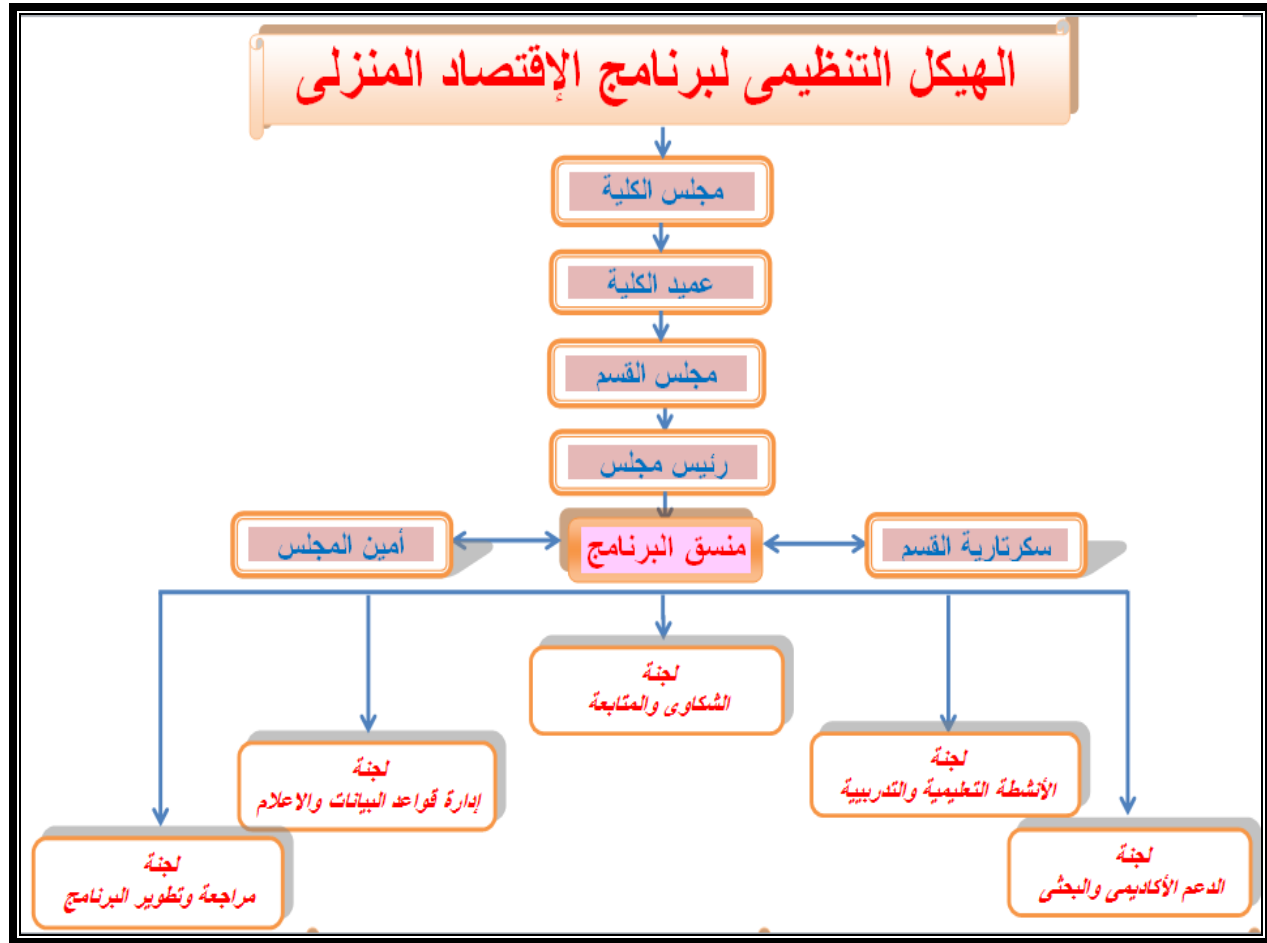 الهيكل التنظيمى لبرنامج الإقتصاد المنزلى
مجلس الكلية
عميد الكلية
مجلس القسم
رئيس مجلس
سكرتارية القسم
منسق البرنامج
أمين المجلس
لجنة
الشكاوى والمتابعة
لجنة
الأنشطة التعليمية والتدريبية
لجنة
إدارة قواعد البيانات والاعلام
لجنة
الدعم الأكاديمى والبحثى
لجنة
مراجعة وتطوير البرنامج